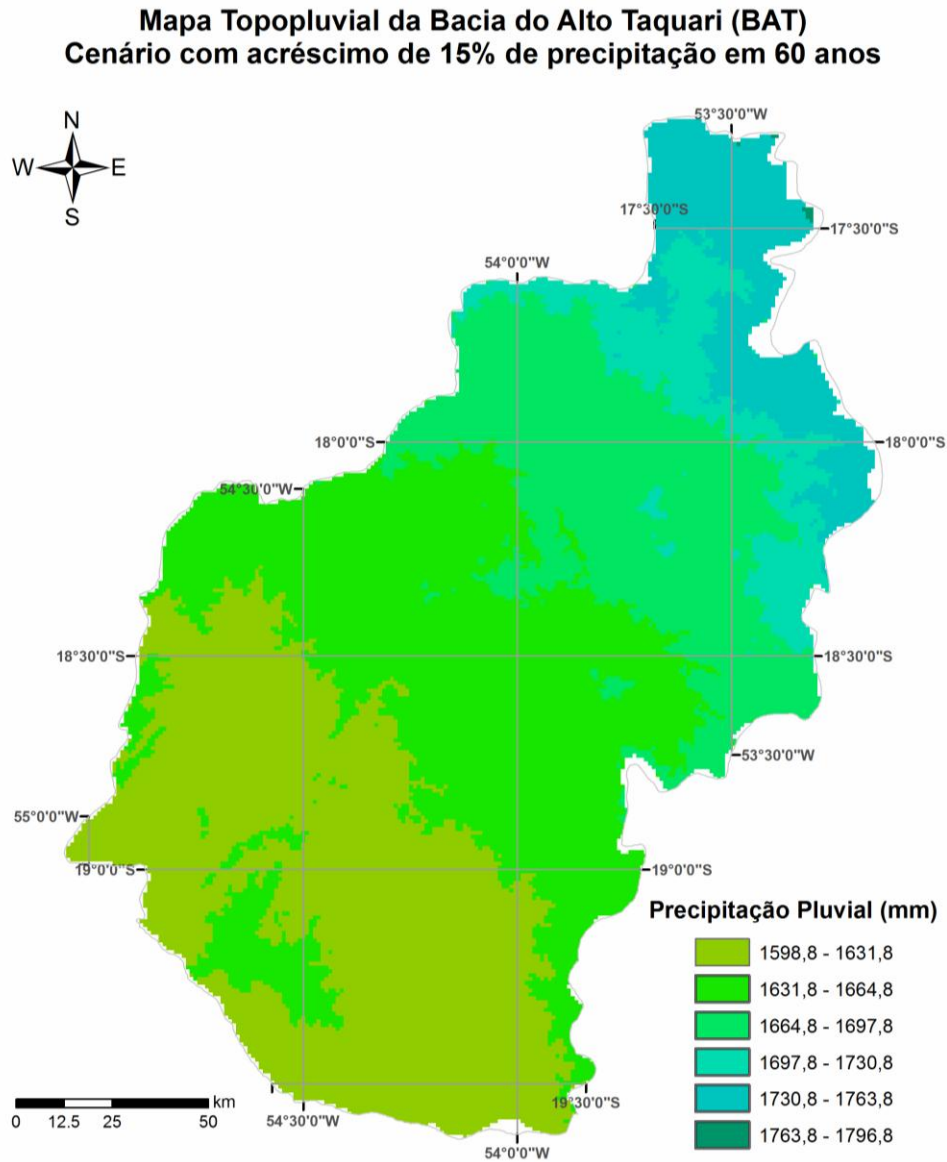 Mapa Topopluvial da Bacia do Alto Taquari (BAT)
Cenário com acréscimo de 15% de precipitação em 60 anos
53°30'0"W
N
W E
S
17°30'0"S
17°30'0"S
54°0'0"W
18°0'0"S
18°0'0"S
54°30'0"W
18°30'0"S
18°30'0"S
53°30'0"W
55°0'0"W
19°0'0"S
19°0'0"S
Precipitação Pluvial (mm)
1598,8 - 1631,8
1631,8 - 1664,8
1664,8 - 1697,8
1697,8 - 1730,8
1730,8 - 1763,8
1763,8 - 1796,8
19°30'0"S
km
0 12.5 25 50
54°30'0"W
54°0'0"W